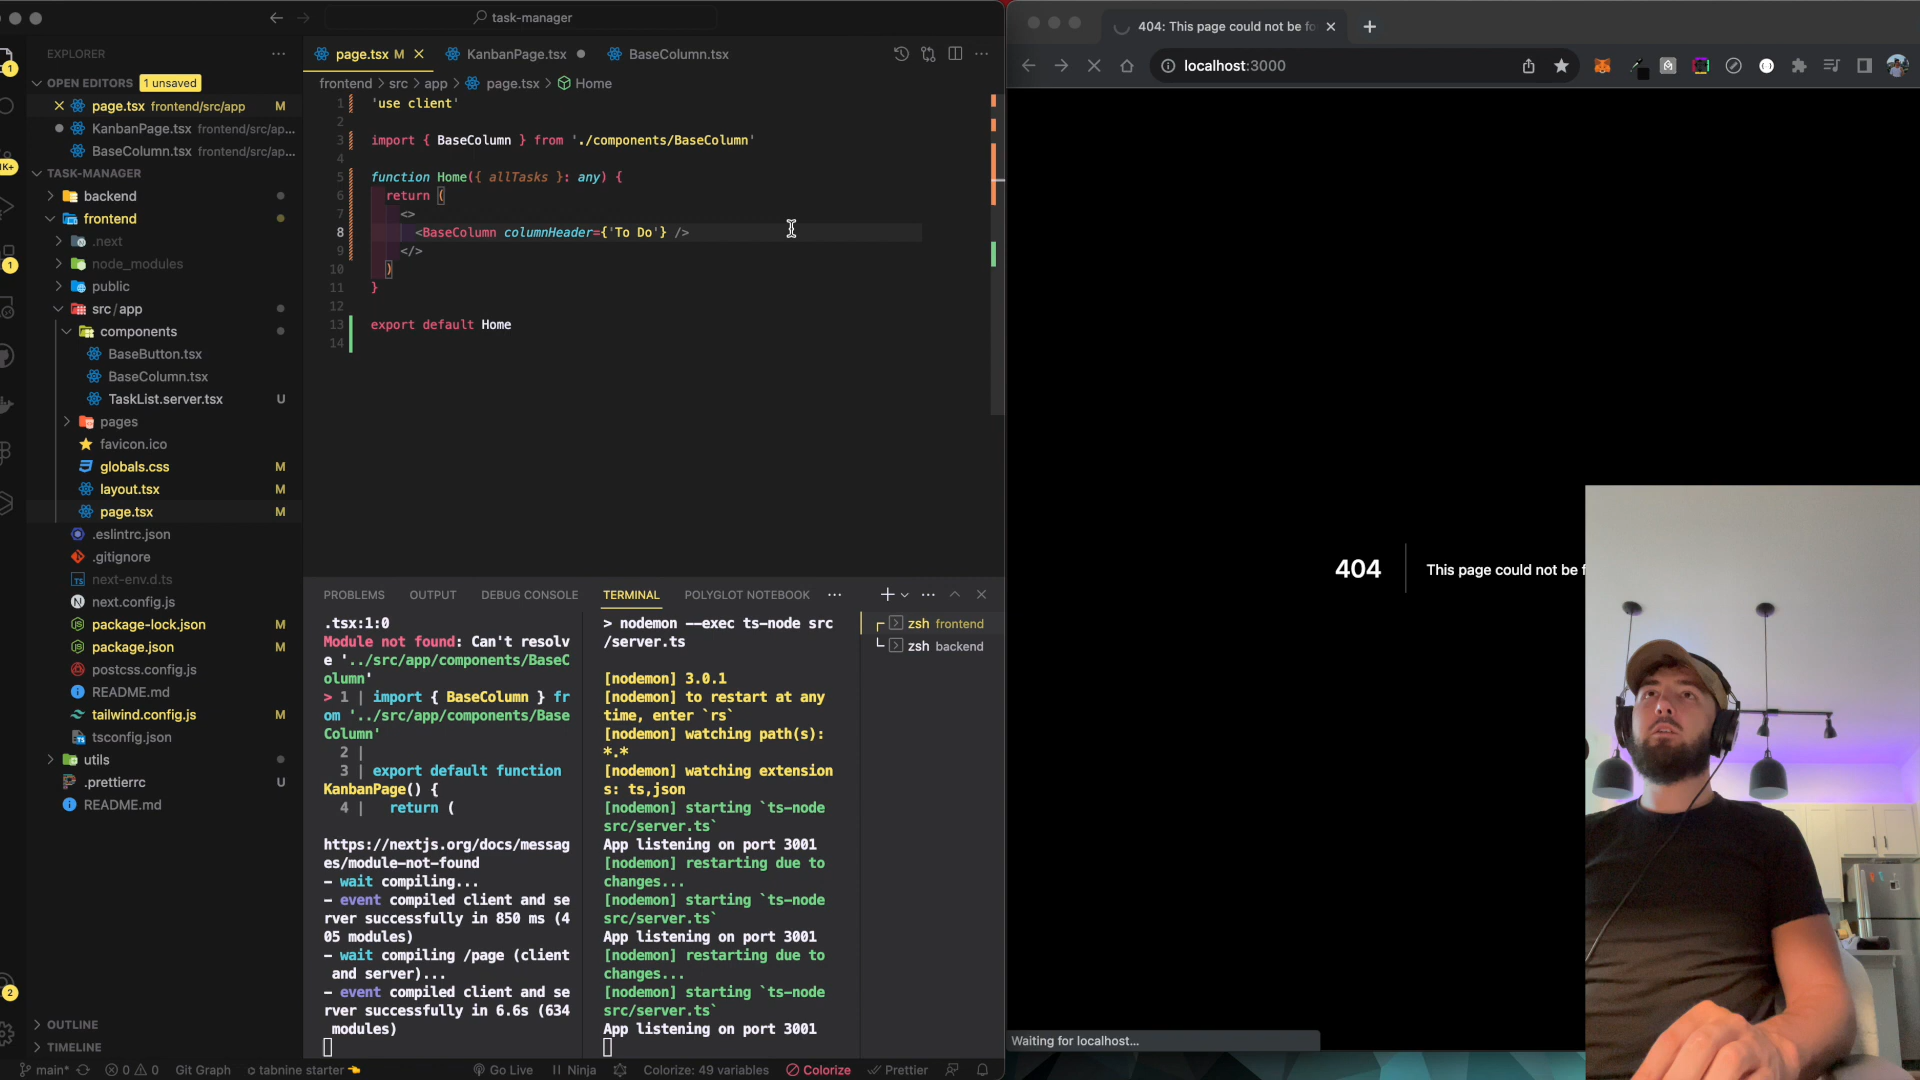 task-manager
EXPLORER
OPEN EDITORS
1 unsaved
page.tsx frontend/src/app M
KanbanPage.tsx frontend/src/ap...
BaseColumn.tsx frontend/src/ap...
TASK-MANAGER
backend
frontend
.next
node_modules
public
src/app
components
BaseButton.tsx
BaseColumn.tsx
TaskList.server.tsx U
pages
favicon.ico
globals.css M
layout.tsx M
page.tsx M
.eslintrc.json
.gitignore
next-env.d.ts
next.config.js
package-lock.json M
package.json M
postcss.config.js
README.md
tailwind.config.js M
tsconfig.json
utils
.prettierrc U
README.md
OUTLINE
TIMELINE
1
1K+
1
2
page.tsx M
KanbanPage.tsx
BaseColumn.tsx
frontend > src > app > page.tsx > Home
1 'use client'
2
3 import { BaseColumn } from './components/BaseColumn'
4
5 function Home({ allTasks }: any) {
6 return (
7 <>
8 <BaseColumn columnHeader={'To Do'} />
9 </>
10 )
11 }
12
13 export default Home
14
PROBLEMS OUTPUT DEBUG CONSOLE TERMINAL POLYGLOT NOTEBOOK
.tsx:1:0
Module not found: Can't resolv
e '../src/app/components/BaseC
olumn'
> 1 | import { BaseColumn } fr
om '../src/app/components/Base
Column'
2 |
3 | export default function
KanbanPage() {
4 | return (
https://nextjs.org/docs/messag
es/module-not-found
- wait compiling...
- event compiled client and se
rver successfully in 850 ms (4
05 modules)
- wait compiling /page (client
and server)...
- event compiled client and se
rver successfully in 6.6s (634
modules)
> nodemon --exec ts-node src
/server.ts
[nodemon] 3.0.1
[nodemon] to restart at any
time, enter `rs`
[nodemon] watching path(s):
*.*
[nodemon] watching extension
s: ts,json
[nodemon] starting `ts-node
src/server.ts`
App listening on port 3001
[nodemon] restarting due to
changes...
[nodemon] starting `ts-node
src/server.ts`
App listening on port 3001
[nodemon] restarting due to
changes...
[nodemon] starting `ts-node
src/server.ts`
App listening on port 3001
zsh frontend
zsh backend
main* 0 0 Git Graph tabnine starter Go Live Ninja Colorize: 49 variables Colorize Prettier
404: This page could not be fo
localhost:3000
404
This page could not be f
Waiting for localhost...